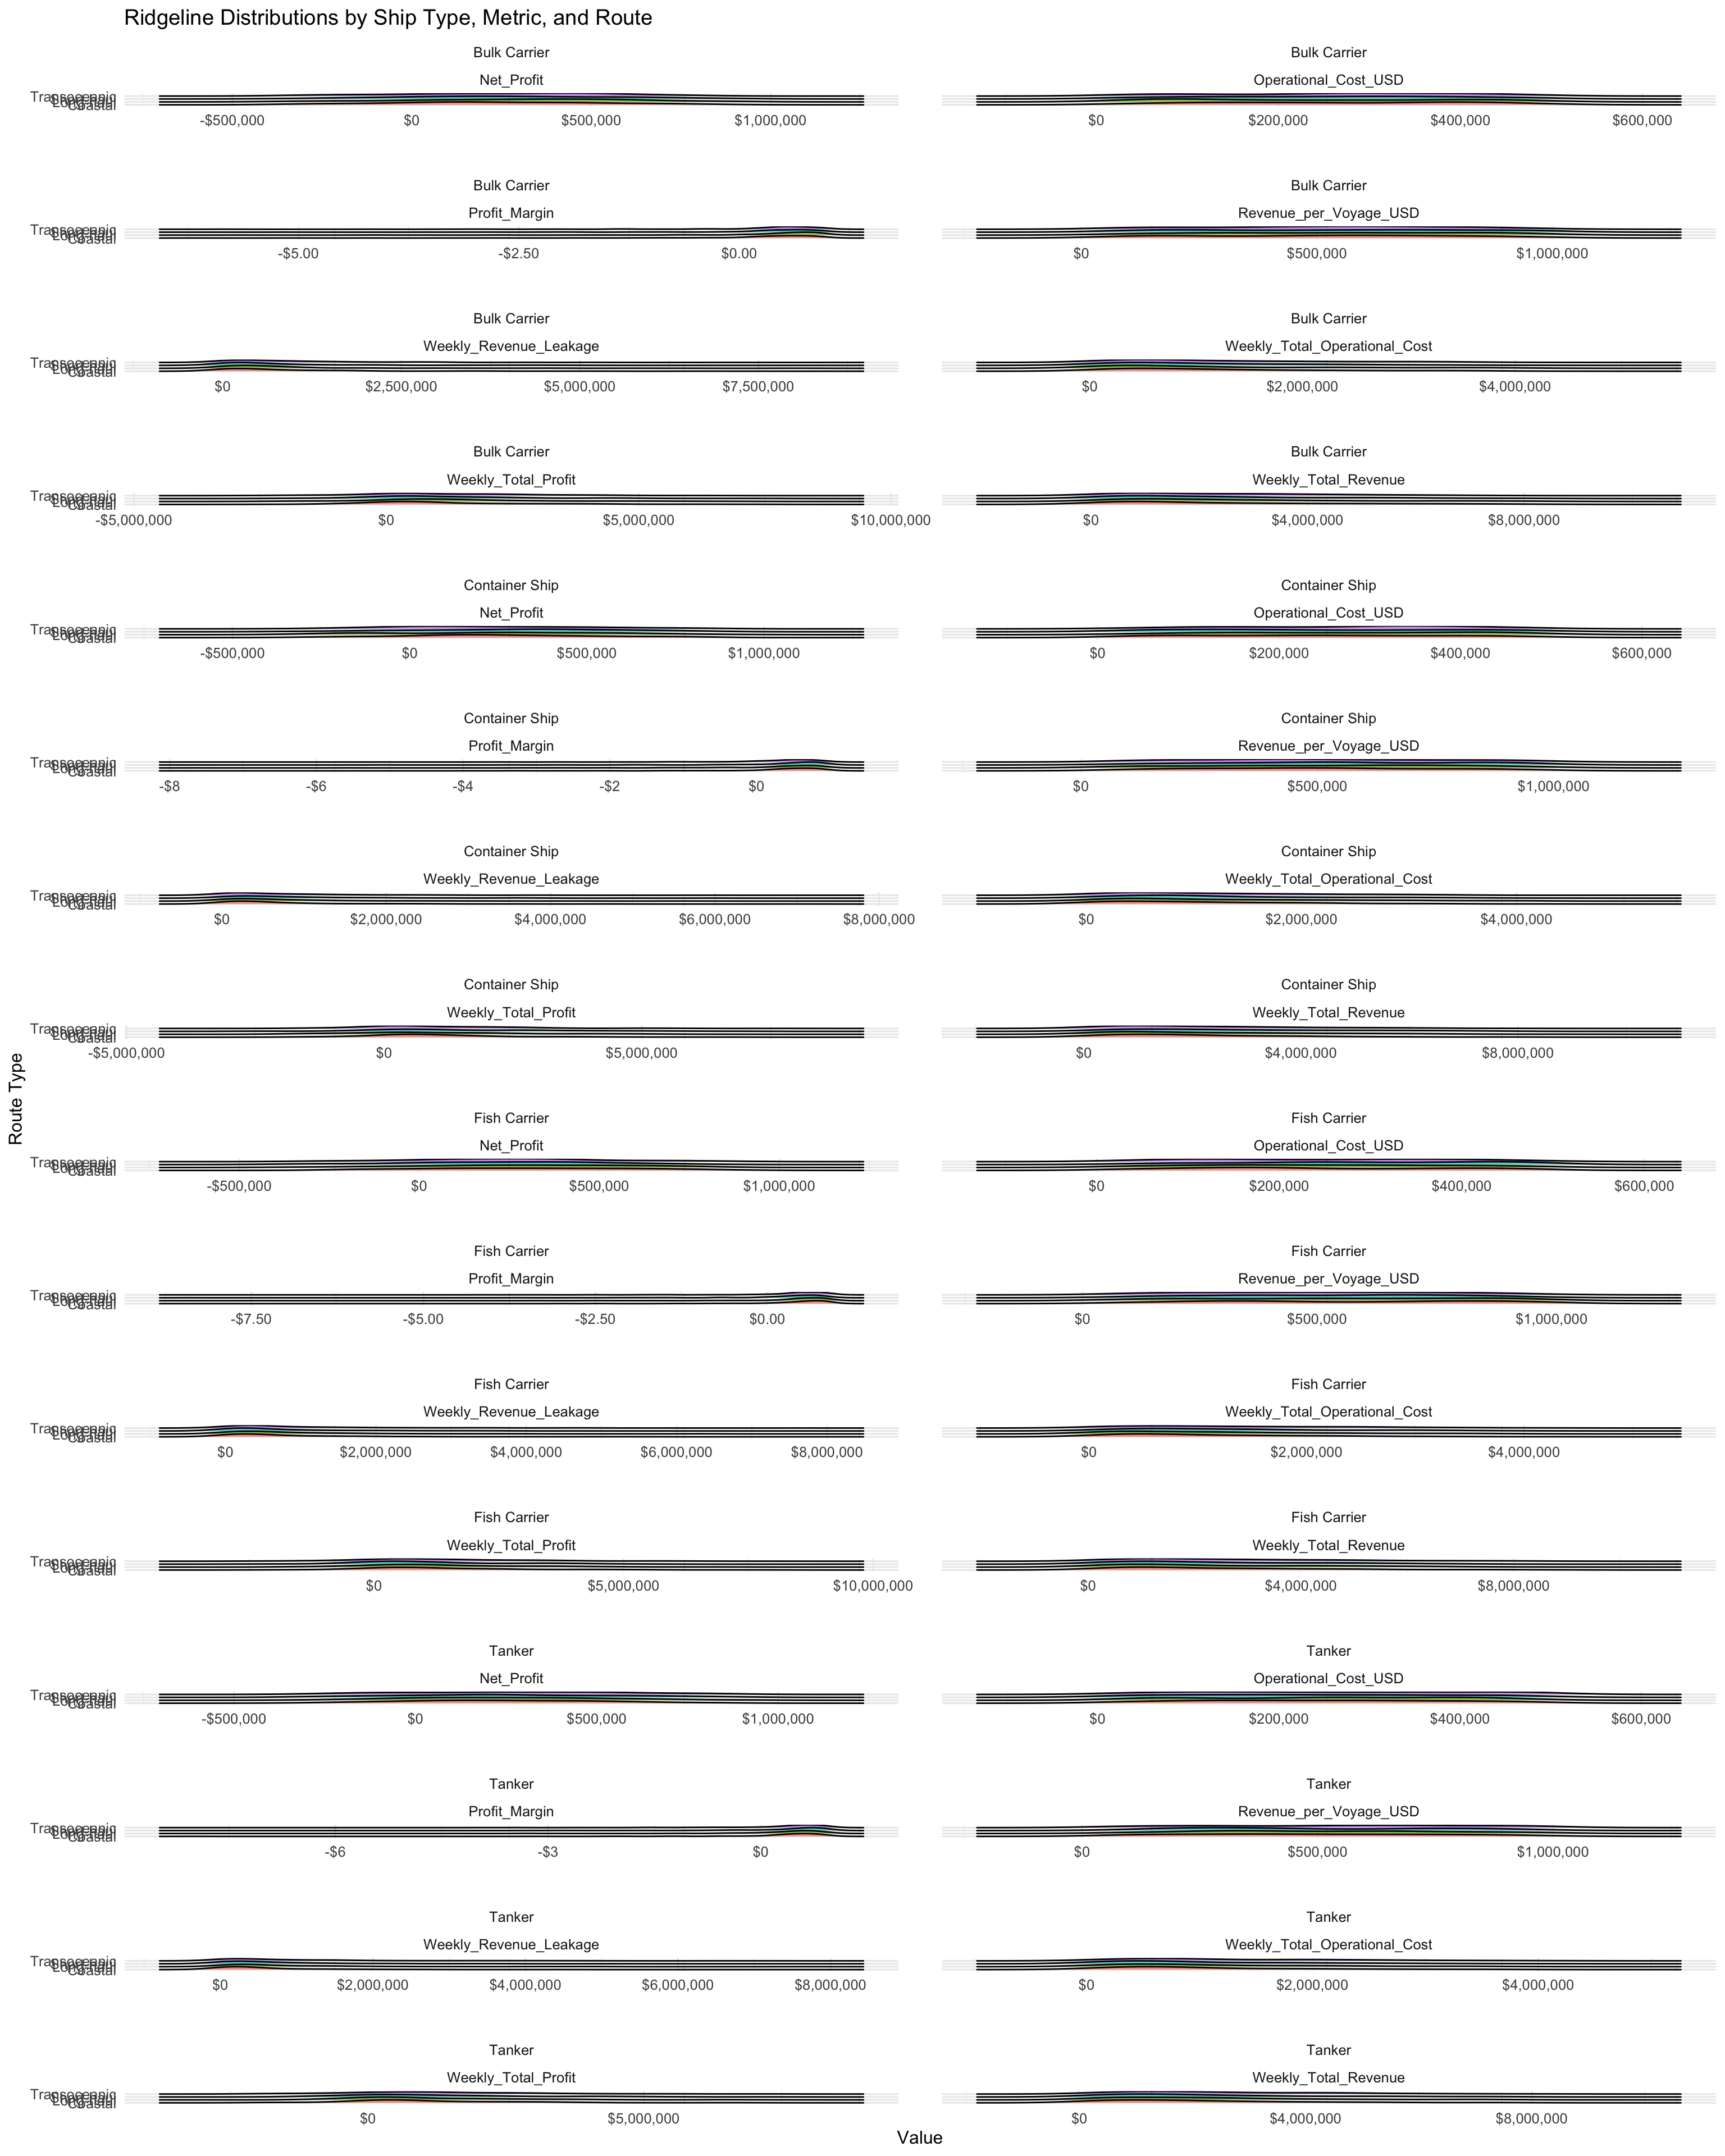 Ridgeline Distributions by Ship Type, Metric, and Route
Bulk Carrier Bulk Carrier
Net_Profit Operational_Cost_USD
Transoceanic
Coastal
-$500,000 $0 $500,000 $1,000,000 $0 $200,000 $400,000 $600,000
Bulk Carrier Bulk Carrier
Profit_Margin Revenue_per_Voyage_USD
Transoceanic
Coastal
-$5.00 -$2.50 $0.00 $0 $500,000 $1,000,000
Bulk Carrier Bulk Carrier
Weekly_Revenue_Leakage Weekly_Total_Operational_Cost
Transoceanic
Coastal
$0 $2,500,000 $5,000,000 $7,500,000 $0 $2,000,000 $4,000,000
Bulk Carrier Bulk Carrier
Weekly_Total_Profit Weekly_Total_Revenue
Transoceanic
Coastal
-$5,000,000 $0 $5,000,000 $10,000,000 $0 $4,000,000 $8,000,000
Container Ship Container Ship
Net_Profit Operational_Cost_USD
Transoceanic
Coastal
-$500,000 $0 $500,000 $1,000,000 $0 $200,000 $400,000 $600,000
Container Ship Container Ship
Profit_Margin Revenue_per_Voyage_USD
Transoceanic
Coastal
-$8 -$6 -$4 -$2 $0 $0 $500,000 $1,000,000
Container Ship Container Ship
Weekly_Revenue_Leakage Weekly_Total_Operational_Cost
Transoceanic
Coastal
$0 $2,000,000 $4,000,000 $6,000,000 $8,000,000 $0 $2,000,000 $4,000,000
Container Ship Container Ship
Weekly_Total_Profit Weekly_Total_Revenue
Transoceanic
Coastal
-$5,000,000 $0 $5,000,000 $0 $4,000,000 $8,000,000
Route Type
Fish Carrier Fish Carrier
Net_Profit Operational_Cost_USD
Transoceanic
Coastal
-$500,000 $0 $500,000 $1,000,000 $0 $200,000 $400,000 $600,000
Fish Carrier Fish Carrier
Profit_Margin Revenue_per_Voyage_USD
Transoceanic
Coastal
-$7.50 -$5.00 -$2.50 $0.00 $0 $500,000 $1,000,000
Fish Carrier Fish Carrier
Weekly_Revenue_Leakage Weekly_Total_Operational_Cost
Transoceanic
Coastal
$0 $2,000,000 $4,000,000 $6,000,000 $8,000,000 $0 $2,000,000 $4,000,000
Fish Carrier Fish Carrier
Weekly_Total_Profit Weekly_Total_Revenue
Transoceanic
Coastal
$0 $5,000,000 $10,000,000 $0 $4,000,000 $8,000,000
Tanker Tanker
Net_Profit Operational_Cost_USD
Transoceanic
Coastal
-$500,000 $0 $500,000 $1,000,000 $0 $200,000 $400,000 $600,000
Tanker Tanker
Profit_Margin Revenue_per_Voyage_USD
Transoceanic
Coastal
-$6 -$3 $0 $0 $500,000 $1,000,000
Tanker Tanker
Weekly_Revenue_Leakage Weekly_Total_Operational_Cost
Transoceanic
Coastal
$0 $2,000,000 $4,000,000 $6,000,000 $8,000,000 $0 $2,000,000 $4,000,000
Tanker Tanker
Weekly_Total_Profit Weekly_Total_Revenue
Transoceanic
Coastal
$0 $5,000,000 $0 $4,000,000 $8,000,000
Value